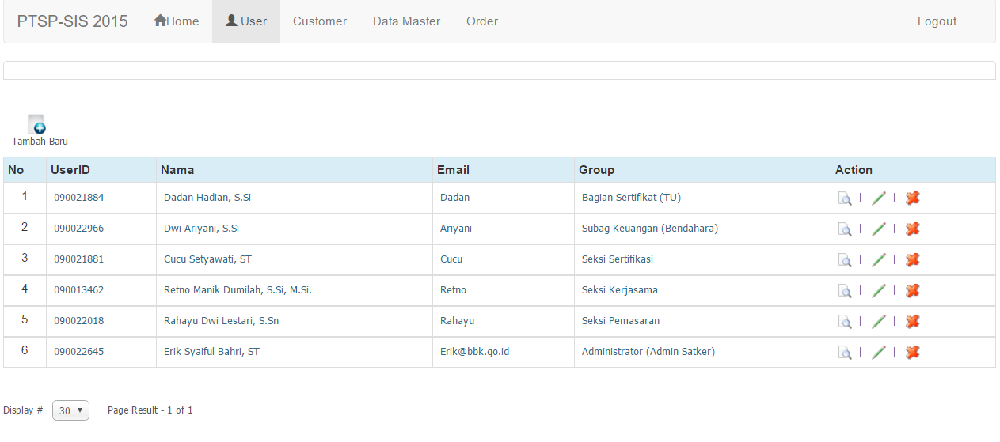 PTSP-SIS 2015 Home User Customer Data Master Order Logout
Tambah Baru
No UserID Nama Email Group Action
1 090021884 Dadan Hadian, S.Si Dadan Bagian Sertifikat (TU) | |
2 090022966 Dwi Ariyani, S.Si Ariyani Subag Keuangan (Bendahara) | |
3 090021881 Cucu Setyawati, ST Cucu Seksi Sertifikasi | |
4 090013462 Retno Manik Dumilah, S.Si, M.Si. Retno Seksi Kerjasama | |
5 090022018 Rahayu Dwi Lestari, S.Sn Rahayu Seksi Pemasaran | |
6 090022645 Erik Syaiful Bahri, ST Erik@bbk.go.id Administrator (Admin Satker) | |
Display # 30 Page Result - 1 of 1